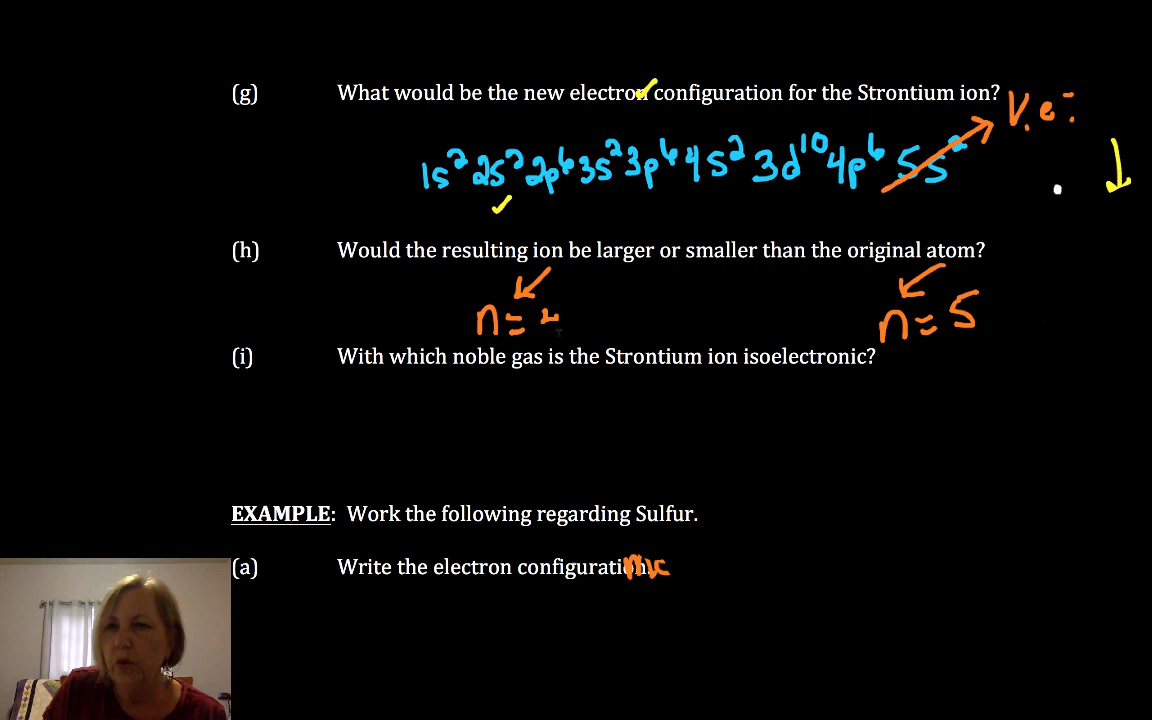 (g) What would be the new electron configuration for the Strontium ion?
V.e⁻
1s² 2s² 2p⁶ 3s² 3p⁶ 4s² 3d¹⁰ 4p⁶ 5s²
(h) Would the resulting ion be larger or smaller than the original atom?
n = 4 n = 5
(i) With which noble gas is the Strontium ion isoelectronic?
EXAMPLE: Work the following regarding Sulfur.
(a) Write the electron configuration.